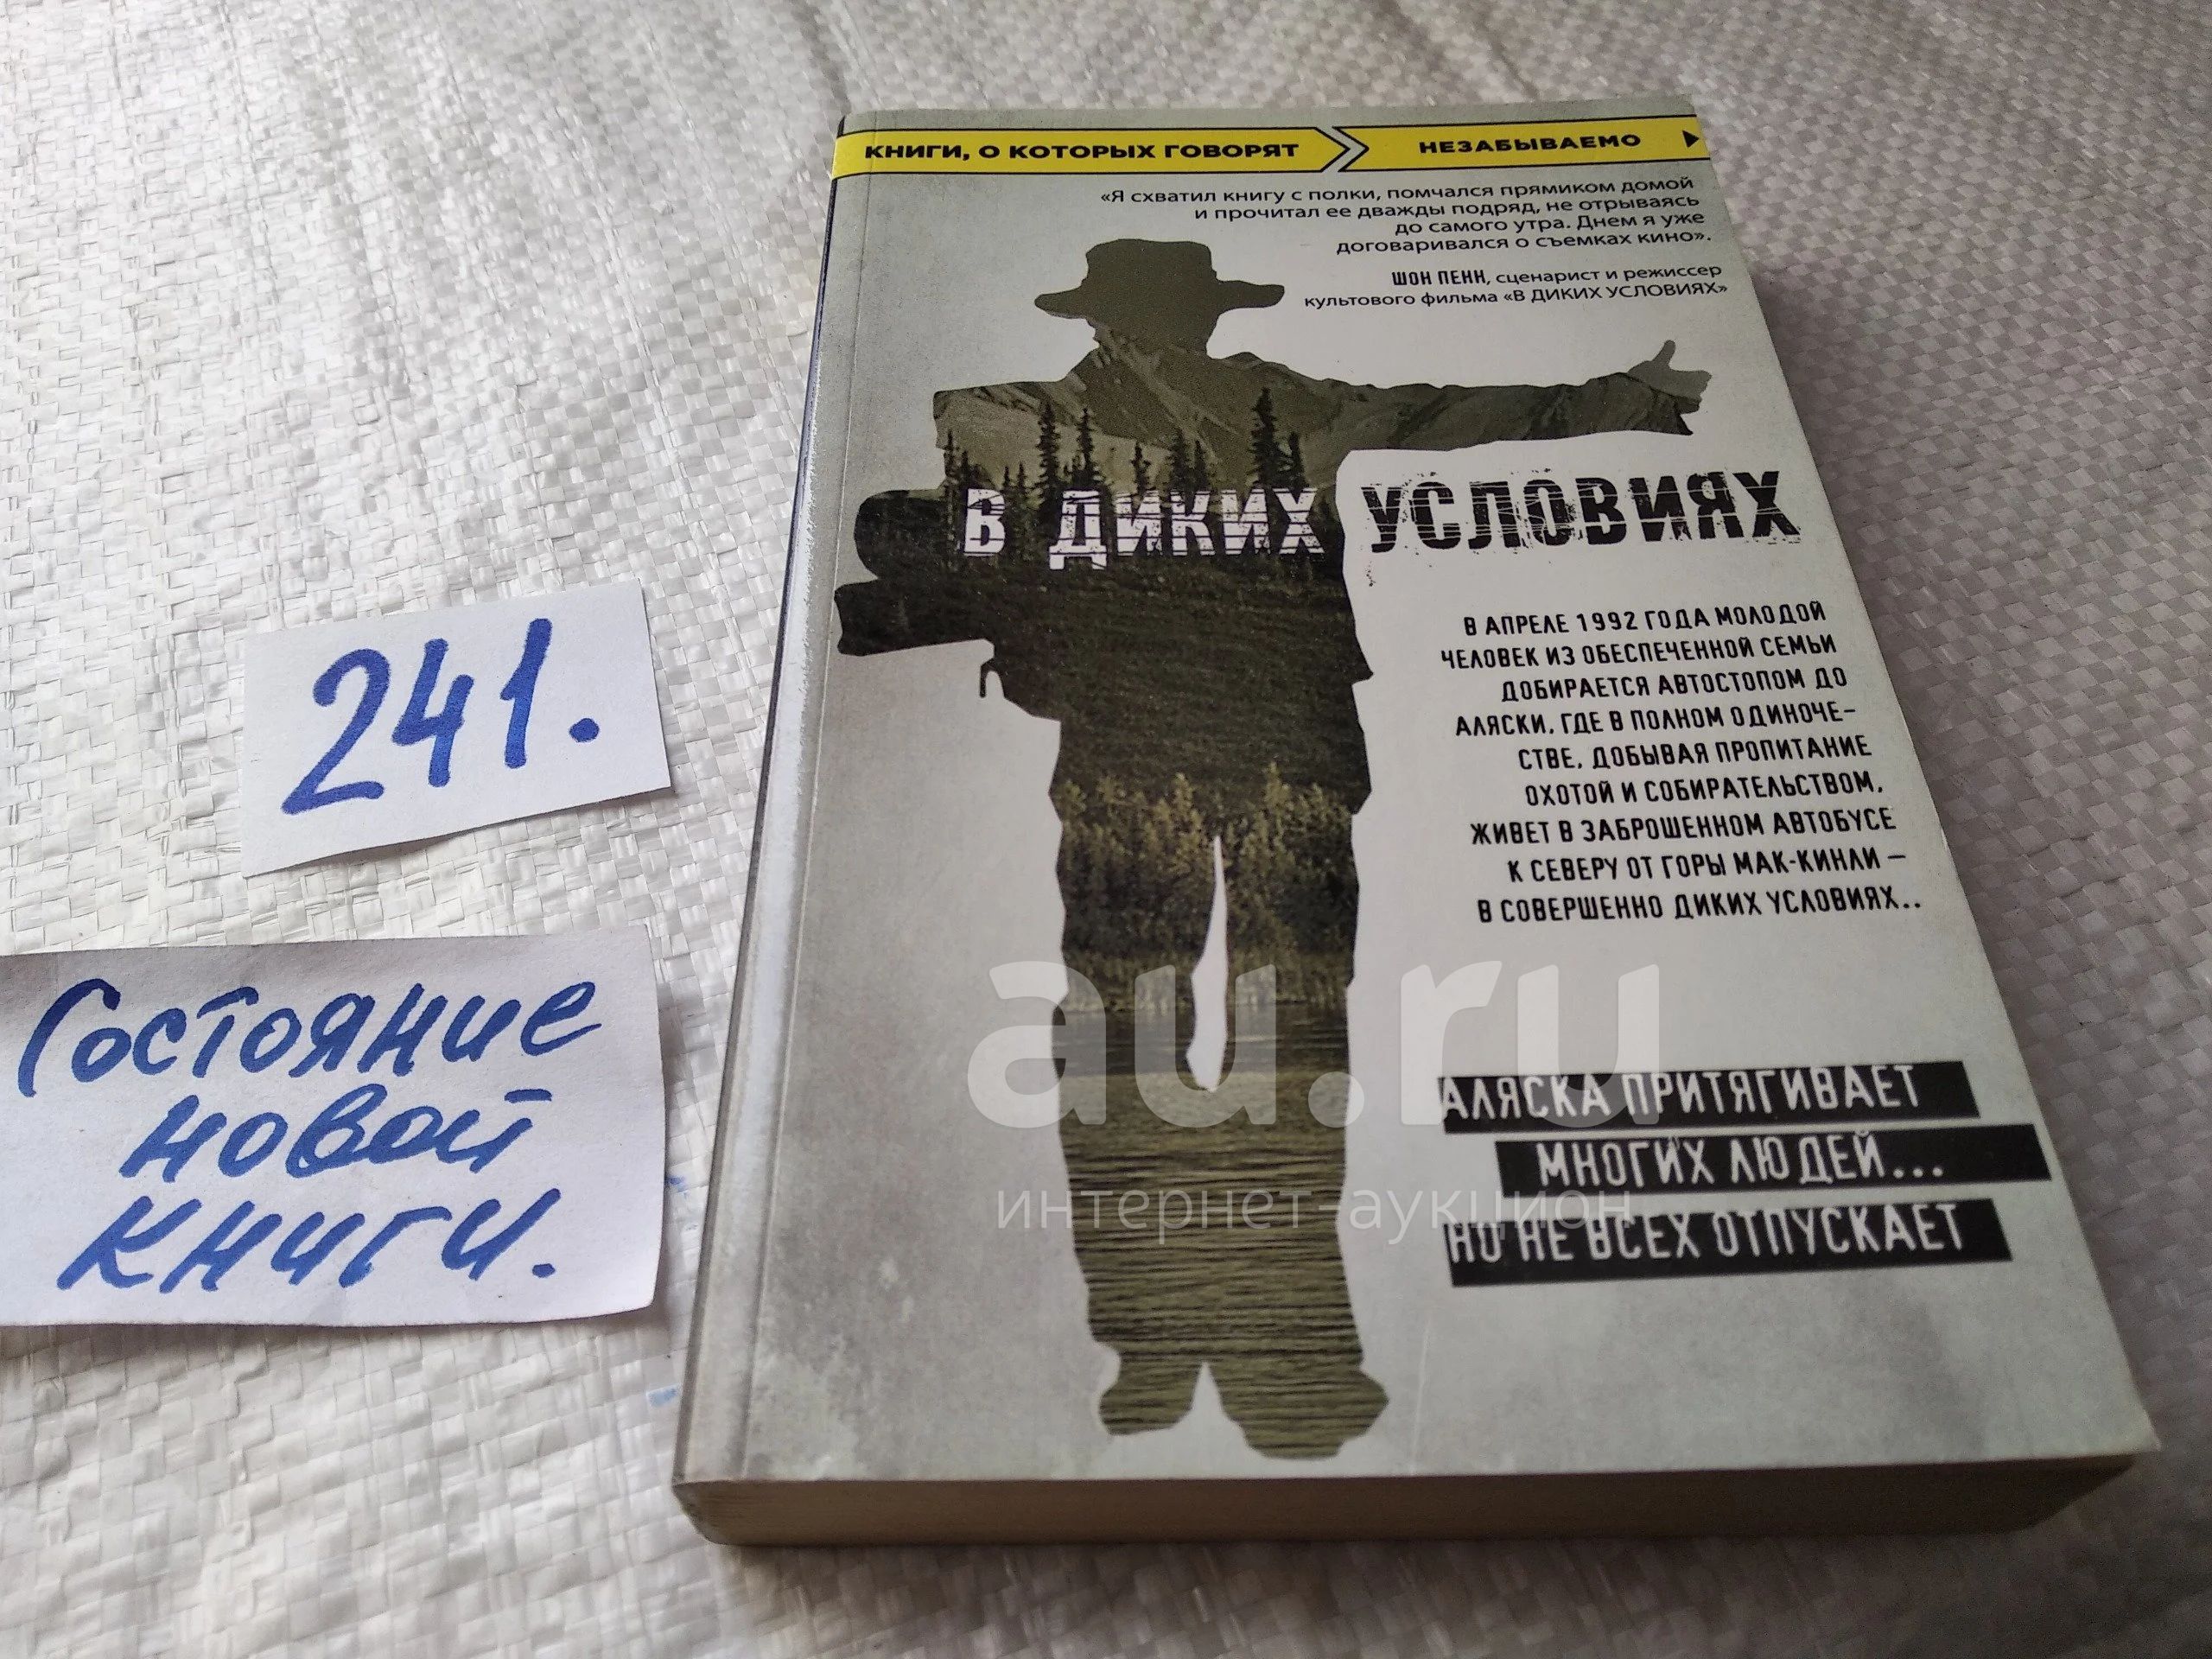 КНИГИ, О КОТОРЫХ ГОВОРЯТ
НЕЗАБЫВАЕМО
«Я схватил книгу с полки, помчался прямиком домой
и прочитал ее дважды подряд, не отрываясь
до самого утра. Днем я уже
договаривался о съемках кино».
ШОН ПЕНН, сценарист и режиссер
культового фильма «В ДИКИХ УСЛОВИЯХ»
В ДИКИХ УСЛОВИЯХ
В АПРЕЛЕ 1992 ГОДА МОЛОДОЙ
ЧЕЛОВЕК ИЗ ОБЕСПЕЧЕННОЙ СЕМЬИ
ДОБИРАЕТСЯ АВТОСТОПОМ ДО
АЛЯСКИ, ГДЕ В ПОЛНОМ ОДИНОЧЕ-
СТВЕ, ДОБЫВАЯ ПРОПИТАНИЕ
ОХОТОЙ И СОБИРАТЕЛЬСТВОМ,
ЖИВЕТ В ЗАБРОШЕННОМ АВТОБУСЕ
К СЕВЕРУ ОТ ГОРЫ МАК-КИНЛИ –
В СОВЕРШЕННО ДИКИХ УСЛОВИЯХ..
АЛЯСКА ПРИТЯГИВАЕТ
МНОГИХ ЛЮДЕЙ...
НО НЕ ВСЕХ ОТПУСКАЕТ
241.
Состояние
новой
книги.
au.ru
интернет-аукцион